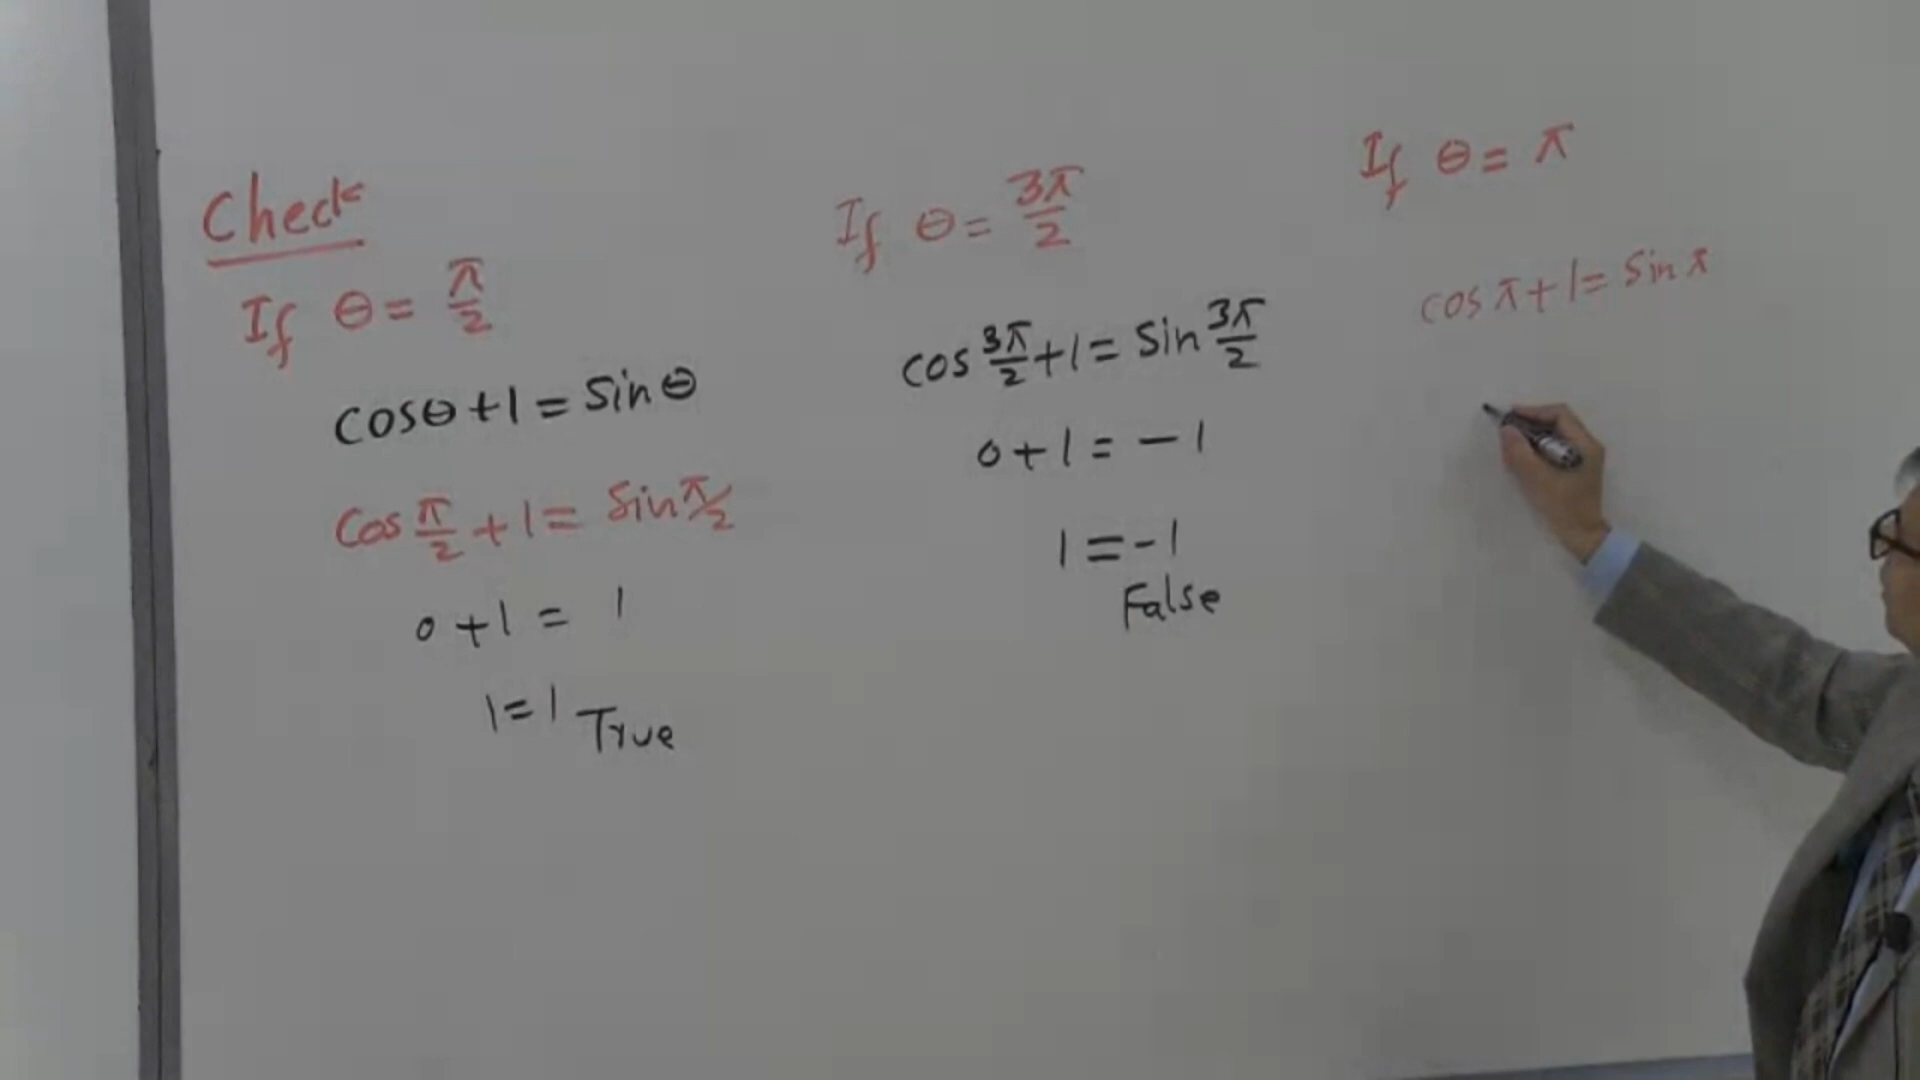 Check
If θ = π/2
cosθ + 1 = Sin θ
Cos π/2 + 1 = Sin π/2
0 + 1 = 1
1 = 1 True
If θ = 3π/2
cos 3π/2 + 1 = Sin 3π/2
0 + 1 = -1
1 = -1
False
If θ = π
cos π + 1 = Sin π